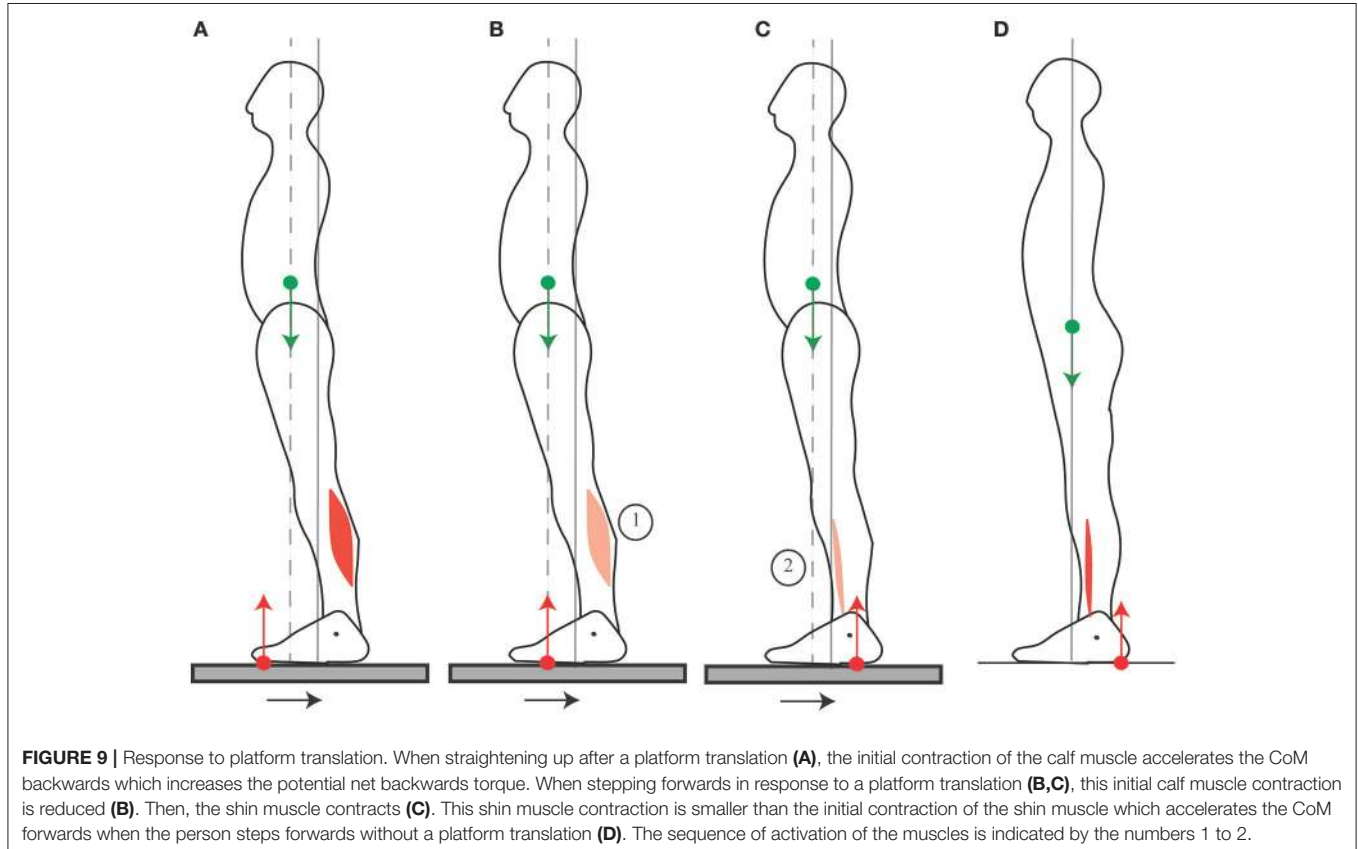 A
B
C
D
1
2
FIGURE 9 | Response to platform translation. When straightening up after a platform translation (A), the initial contraction of the calf muscle accelerates the CoM
backwards which increases the potential net backwards torque. When stepping forwards in response to a platform translation (B,C), this initial calf muscle contraction
is reduced (B). Then, the shin muscle contracts (C). This shin muscle contraction is smaller than the initial contraction of the shin muscle which accelerates the CoM
forwards when the person steps forwards without a platform translation (D). The sequence of activation of the muscles is indicated by the numbers 1 to 2.